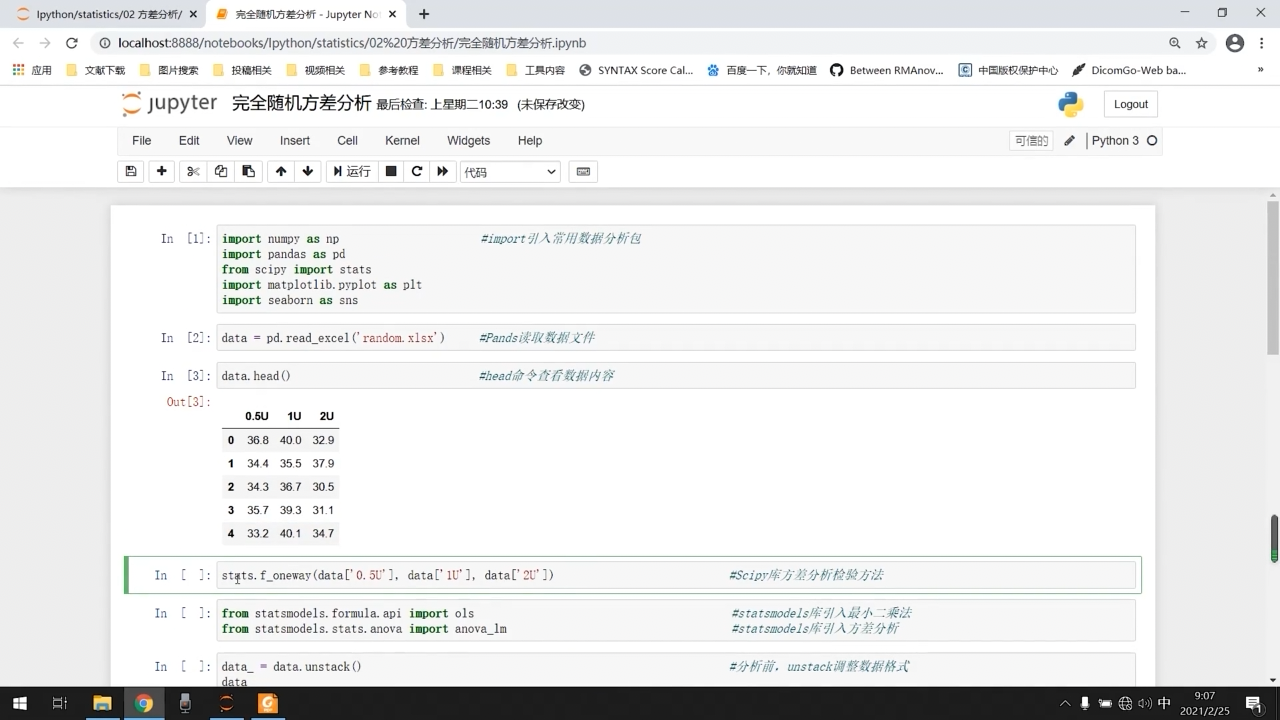 Ipython/statistics/02 方差分析/
完全随机方差分析 - Jupyter No
localhost:8888/notebooks/Ipython/statistics/02%20方差分析/完全随机方差分析.ipynb
应用 文献下载 图片搜索 投稿相关 视频相关 参考教程 课程相关 工具内容 SYNTAX Score Cal... 百度一下，你就知道 Between RMAnov... 中国版权保护中心 DicomGo-Web ba... »
jupyter 完全随机方差分析 最后检查: 上星期二10:39 (未保存改变) Logout
File Edit View Insert Cell Kernel Widgets Help 可信的 Python 3
运行 代码
In [1]: import numpy as np #import引入常用数据分析包
import pandas as pd
from scipy import stats
import matplotlib.pyplot as plt
import seaborn as sns
In [2]: data = pd.read_excel('random.xlsx') #Pands读取数据文件
In [3]: data.head() #head命令查看数据内容
Out[3]:
0.5U 1U 2U
0 36.8 40.0 32.9
1 34.4 35.5 37.9
2 34.3 36.7 30.5
3 35.7 39.3 31.1
4 33.2 40.1 34.7
In [ ]: stats.f_oneway(data['0.5U'], data['1U'], data['2U']) #Scipy库方差分析检验方法
In [ ]: from statsmodels.formula.api import ols #statsmodels库引入最小二乘法
from statsmodels.stats.anova import anova_lm #statsmodels库引入方差分析
In [ ]: data_ = data.unstack() #分析前，unstack调整数据格式
data_
中 9:07
2021/2/25 1